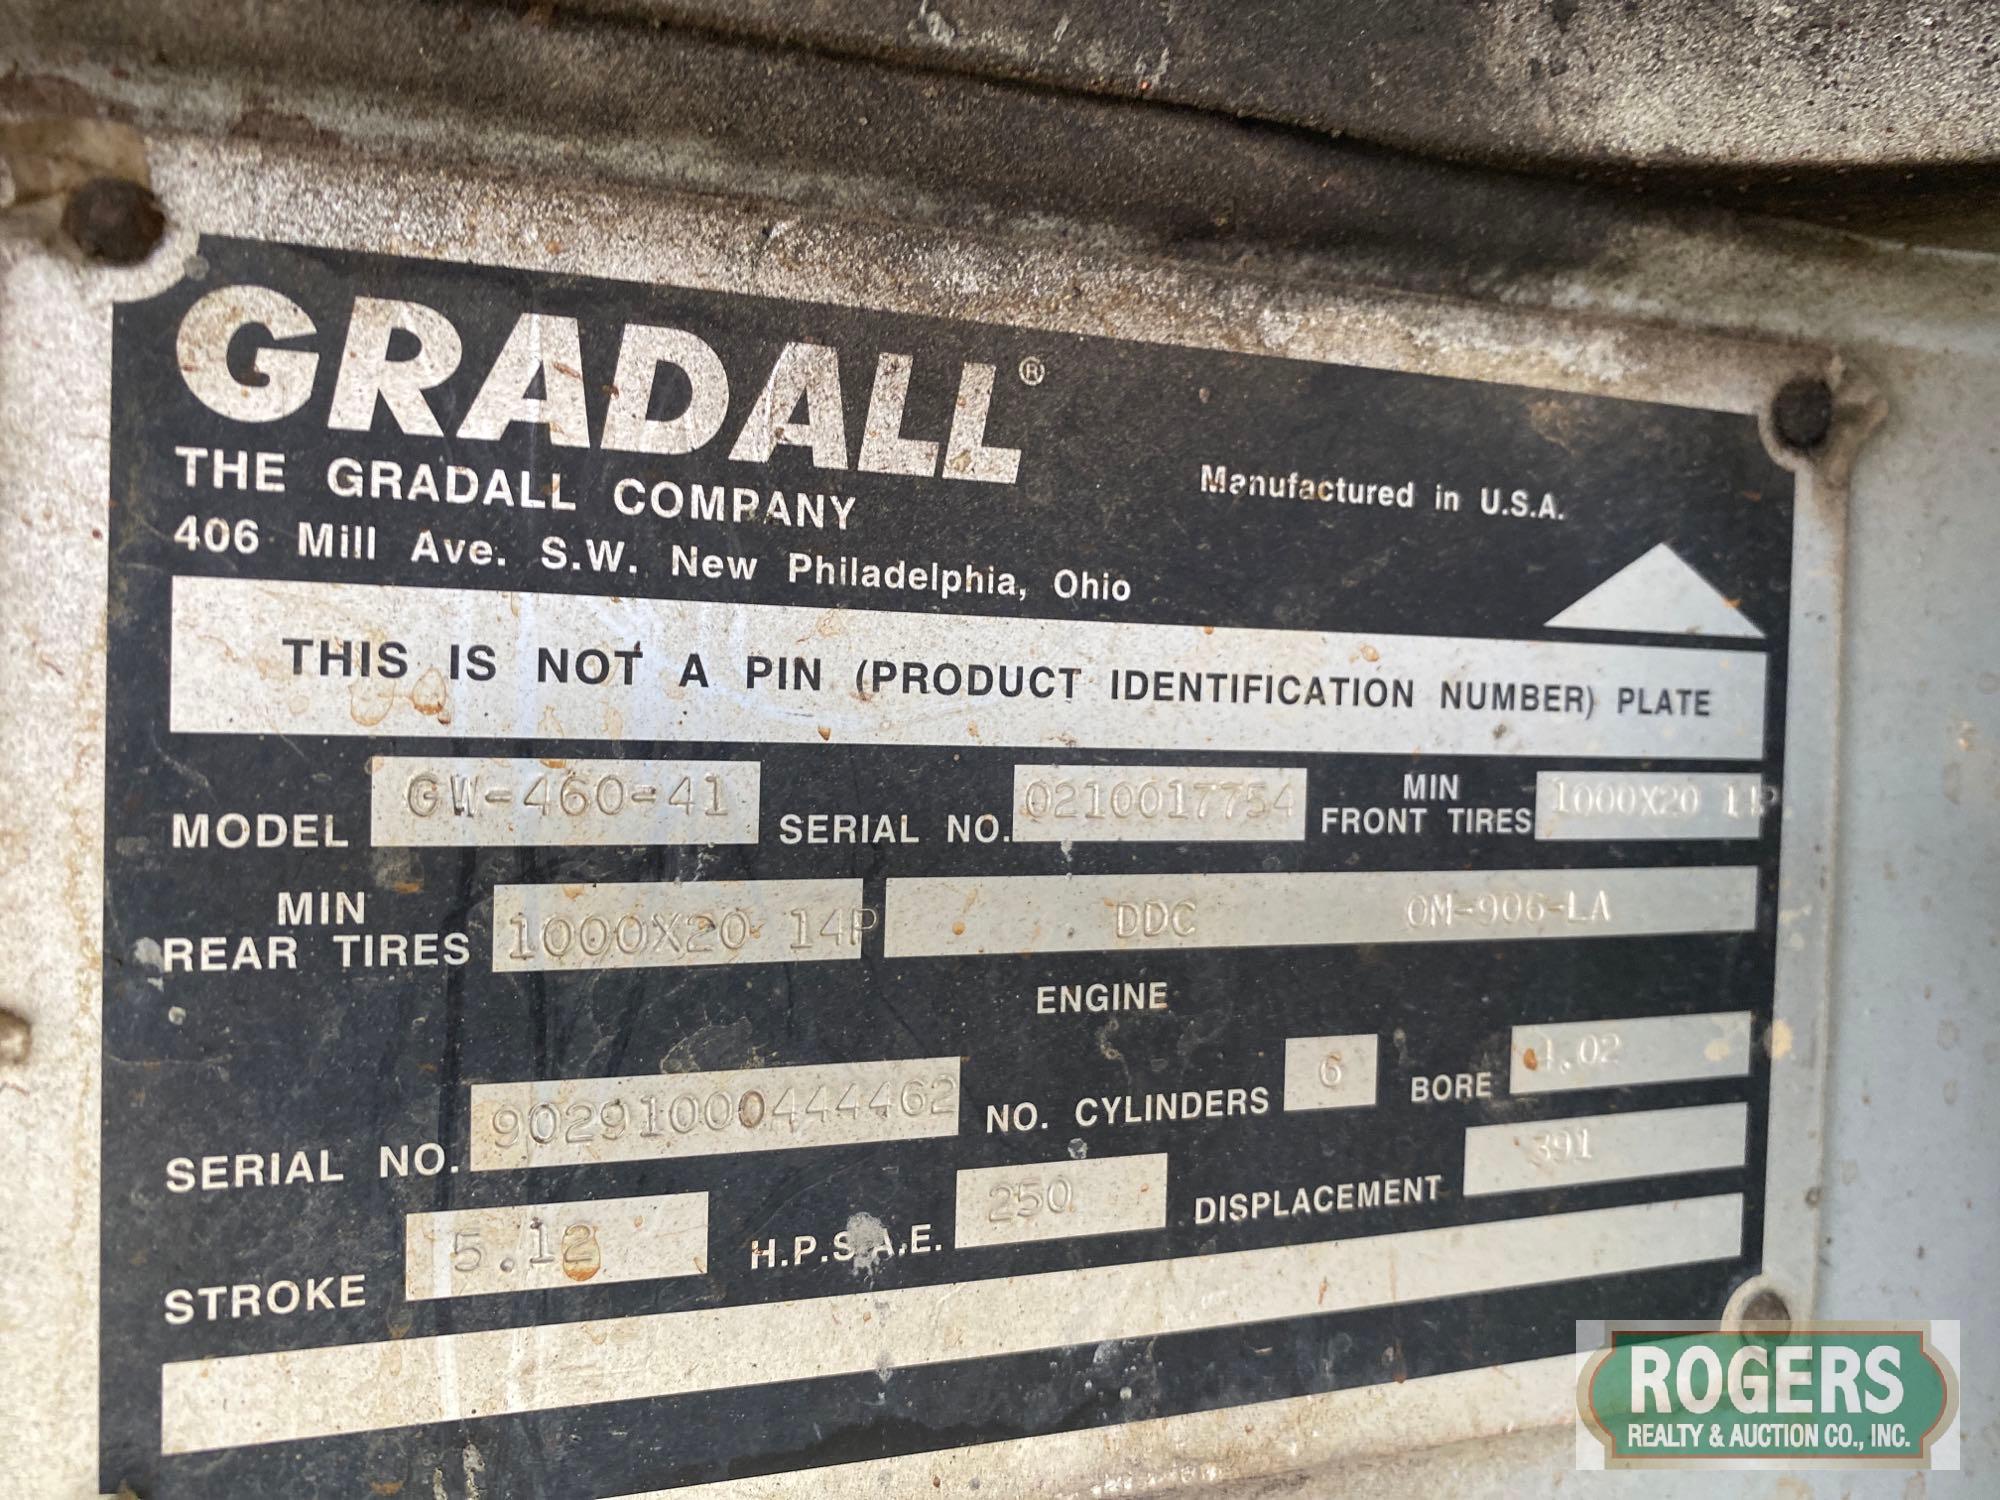 GRADALL®
THE GRADALL COMPANY
406 Mill Ave. S.W. New Philadelphia, Ohio
Manufactured in U.S.A.
THIS IS NOT A PIN (PRODUCT IDENTIFICATION NUMBER) PLATE
MODEL GW-460-41 SERIAL NO. 0210017754 MIN FRONT TIRES 1000X20 14P
MIN REAR TIRES 1000X20 14P DDC OM-906-LA
ENGINE
SERIAL NO. 90291000444462 NO. CYLINDERS 6 BORE 4.02
STROKE 5.12 H.P.S.A.E. 250 DISPLACEMENT 391
ROGERS
REALTY & AUCTION CO., INC.